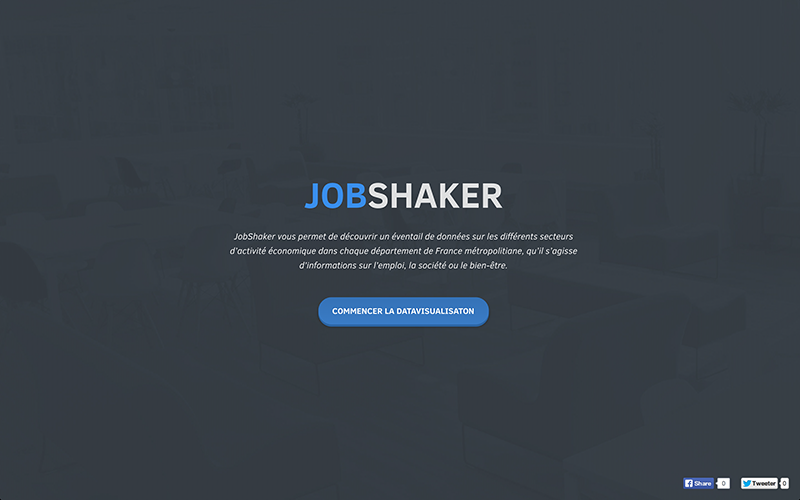 JOBSHAKER
JobShaker vous permet de découvrir un éventail de données sur les différents secteurs
d'activité économique dans chaque département de France métropolitiane, qu'il s'agisse
d'informations sur l'emploi, la société ou le bien-être.
COMMENCER LA DATAVISUALISATON
Share 0 Tweeter 0